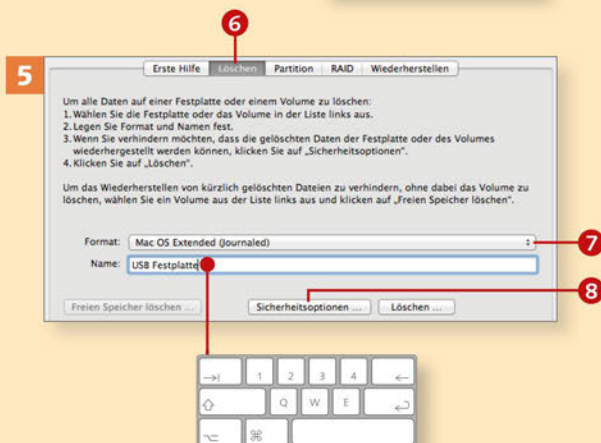 6
5
Erste Hilfe Löschen Partition RAID Wiederherstellen
Um alle Daten auf einer Festplatte oder einem Volume zu löschen:
1. Wählen Sie die Festplatte oder das Volume in der Liste links aus.
2. Legen Sie Format und Namen fest.
3. Wenn Sie verhindern möchten, dass die gelöschten Daten der Festplatte oder des Volumes
wiederhergestellt werden können, klicken Sie auf „Sicherheitsoptionen“.
4. Klicken Sie auf „Löschen“.
Um das Wiederherstellen von kürzlich gelöschten Dateien zu verhindern, ohne dabei das Volume zu
löschen, wählen Sie ein Volume aus der Liste links aus und klicken auf „Freien Speicher löschen“.
Format: Mac OS Extended (Journaled)
7
Name: USB Festplatte
8
Freien Speicher löschen ... Sicherheitsoptionen ... Löschen ...
1 2 3 4
Q W E